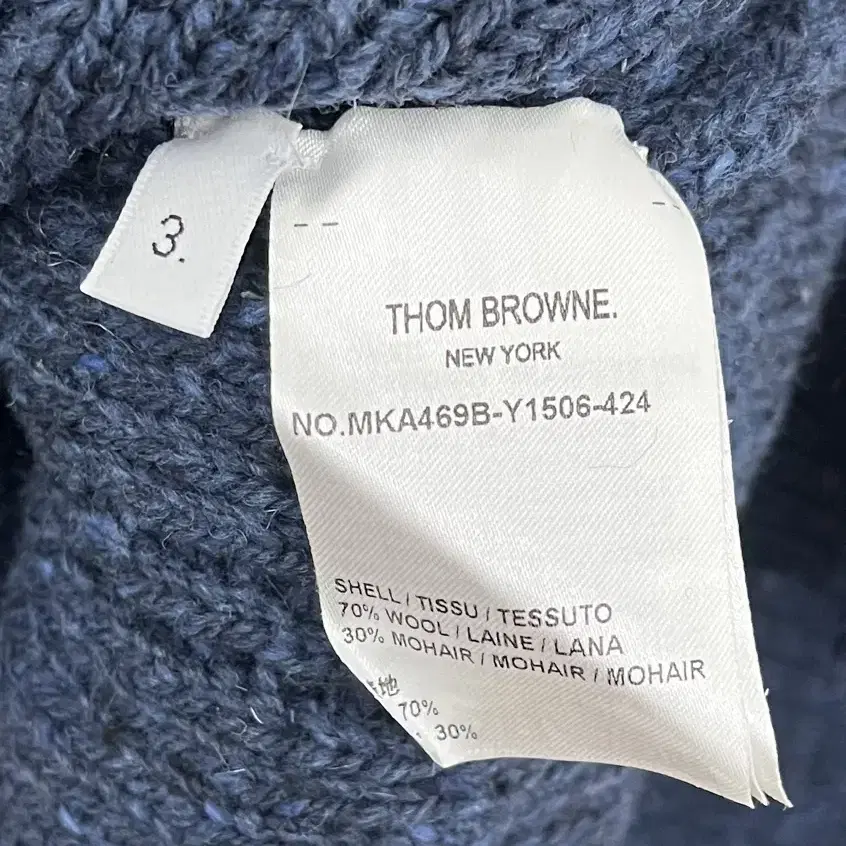 3.
THOM BROWNE.
NEW YORK
NO.MKA469B-Y1506-424
SHELL / TISSU / TESSUTO
70% WOOL / LAINE / LANA
30% MOHAIR / MOHAIR / MOHAIR
地
70%
30%